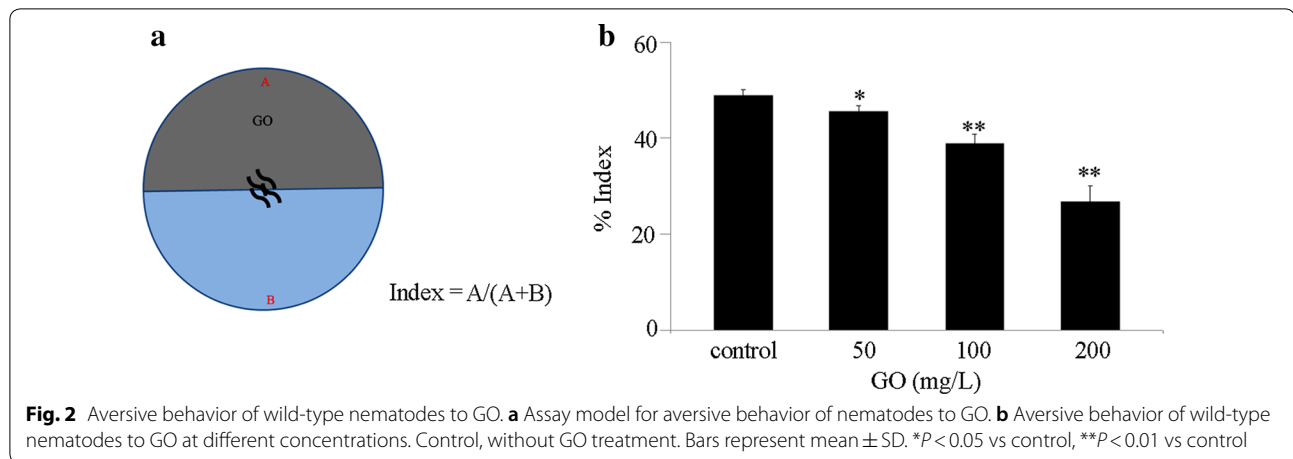 a
A
GO
B
Index = A/(A+B)
b
60
40
20
0
% Index
*
**
**
control 50 100 200
GO (mg/L)
Fig. 2 Aversive behavior of wild-type nematodes to GO. a Assay model for aversive behavior of nematodes to GO. b Aversive behavior of wild-type
nematodes to GO at different concentrations. Control, without GO treatment. Bars represent mean ± SD. *P < 0.05 vs control, **P < 0.01 vs control